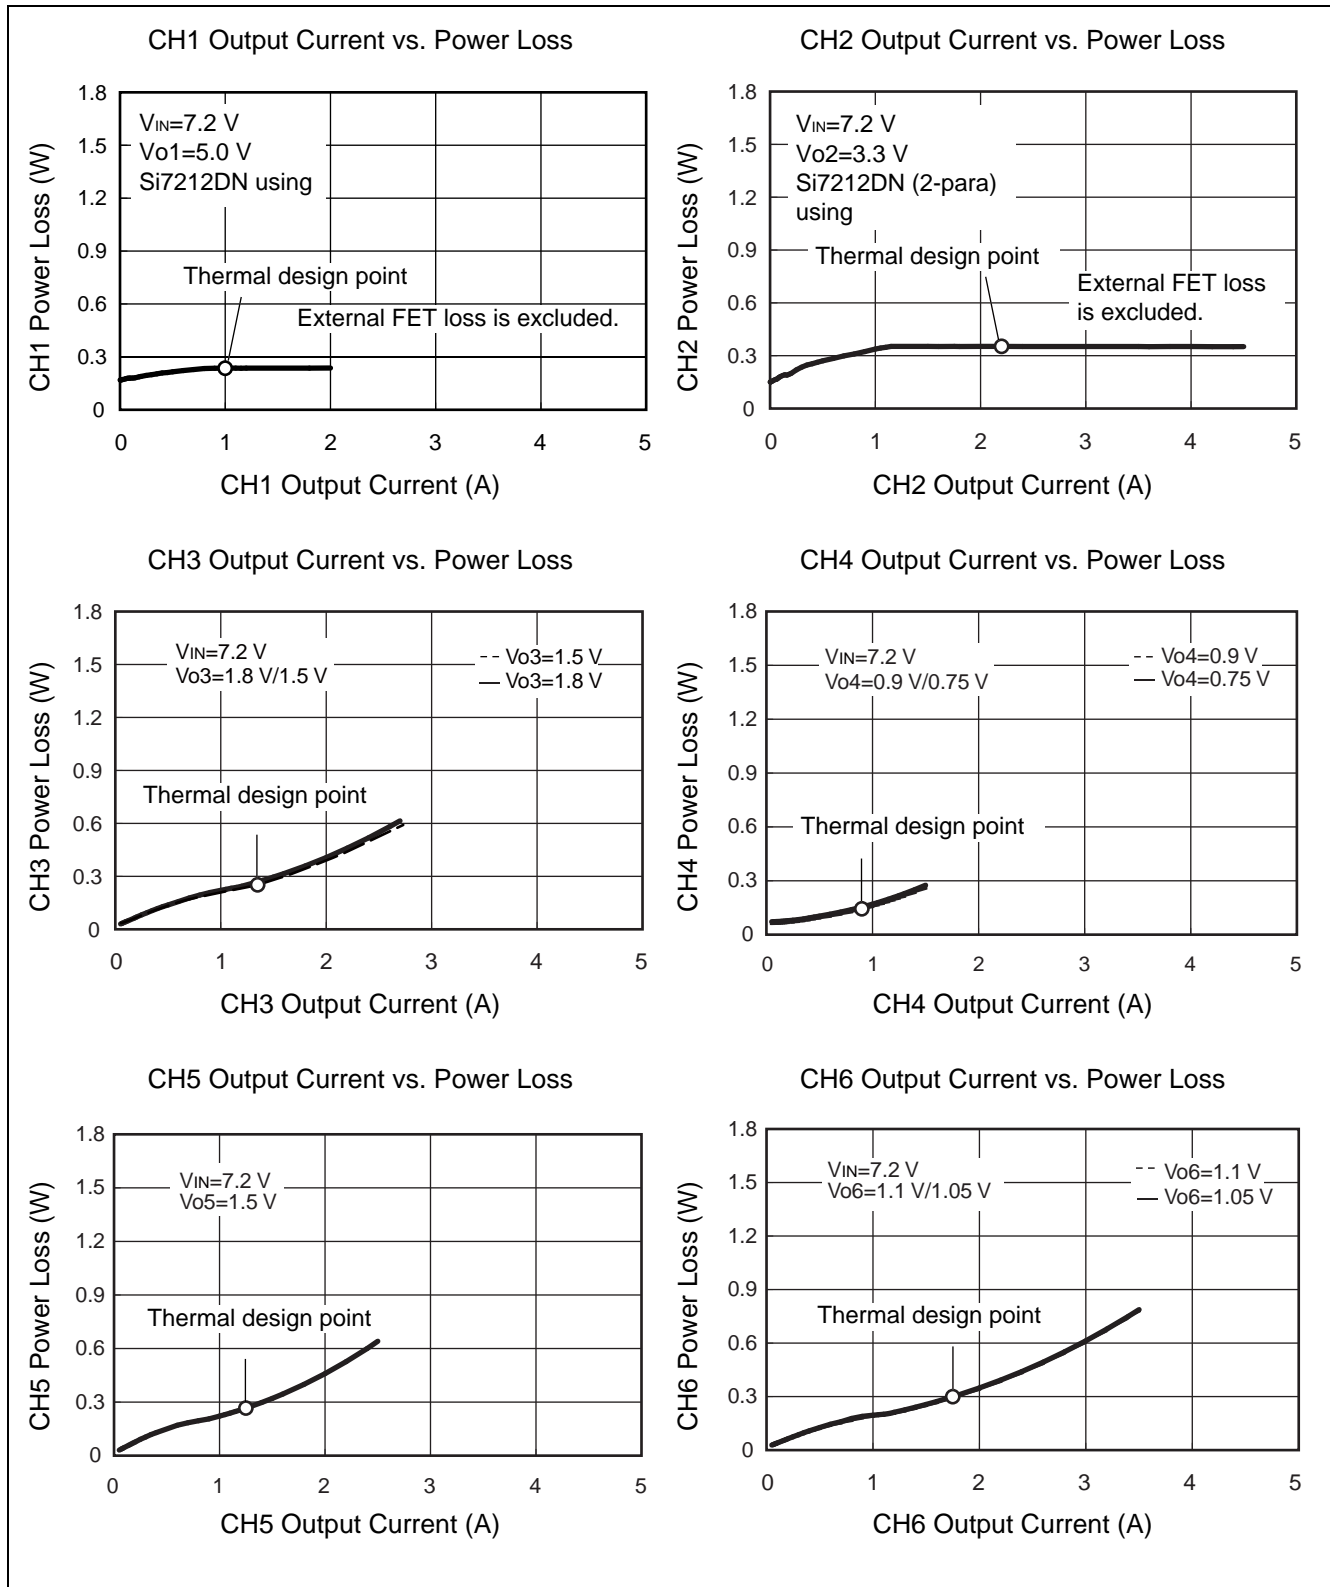 CH1 Output Current vs. Power Loss
CH1 Power Loss (W)
1.8
1.5
1.2
0.9
0.6
0.3
0
VIN=7.2 V
Vo1=5.0 V
Si7212DN using
Thermal design point
External FET loss is excluded.
0 1 2 3 4 5
CH1 Output Current (A)
CH2 Output Current vs. Power Loss
CH2 Power Loss (W)
1.8
1.5
1.2
0.9
0.6
0.3
0
VIN=7.2 V
Vo2=3.3 V
Si7212DN (2-para)
using
Thermal design point
External FET loss
is excluded.
0 1 2 3 4 5
CH2 Output Current (A)
CH3 Output Current vs. Power Loss
CH3 Power Loss (W)
1.8
1.5
1.2
0.9
0.6
0.3
0
VIN=7.2 V
Vo3=1.8 V/1.5 V
Vo3=1.5 V
Vo3=1.8 V
Thermal design point
0 1 2 3 4 5
CH3 Output Current (A)
CH4 Output Current vs. Power Loss
CH4 Power Loss (W)
1.8
1.5
1.2
0.9
0.6
0.3
0
VIN=7.2 V
Vo4=0.9 V/0.75 V
Vo4=0.9 V
Vo4=0.75 V
Thermal design point
0 1 2 3 4 5
CH4 Output Current (A)
CH5 Output Current vs. Power Loss
CH5 Power Loss (W)
1.8
1.5
1.2
0.9
0.6
0.3
0
VIN=7.2 V
Vo5=1.5 V
Thermal design point
0 1 2 3 4 5
CH5 Output Current (A)
CH6 Output Current vs. Power Loss
CH6 Power Loss (W)
1.8
1.5
1.2
0.9
0.6
0.3
0
VIN=7.2 V
Vo6=1.1 V/1.05 V
Vo6=1.1 V
Vo6=1.05 V
Thermal design point
0 1 2 3 4 5
CH6 Output Current (A)